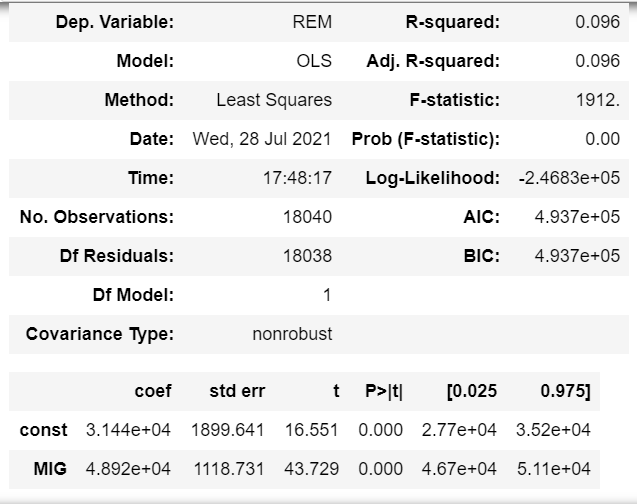 Dep. Variable: REM R-squared: 0.096
Model: OLS Adj. R-squared: 0.096
Method: Least Squares F-statistic: 1912.
Date: Wed, 28 Jul 2021 Prob (F-statistic): 0.00
Time: 17:48:17 Log-Likelihood: -2.4683e+05
No. Observations: 18040 AIC: 4.937e+05
Df Residuals: 18038 BIC: 4.937e+05
Df Model: 1
Covariance Type: nonrobust
coef std err t P>|t| [0.025 0.975]
const 3.144e+04 1899.641 16.551 0.000 2.77e+04 3.52e+04
MIG 4.892e+04 1118.731 43.729 0.000 4.67e+04 5.11e+04